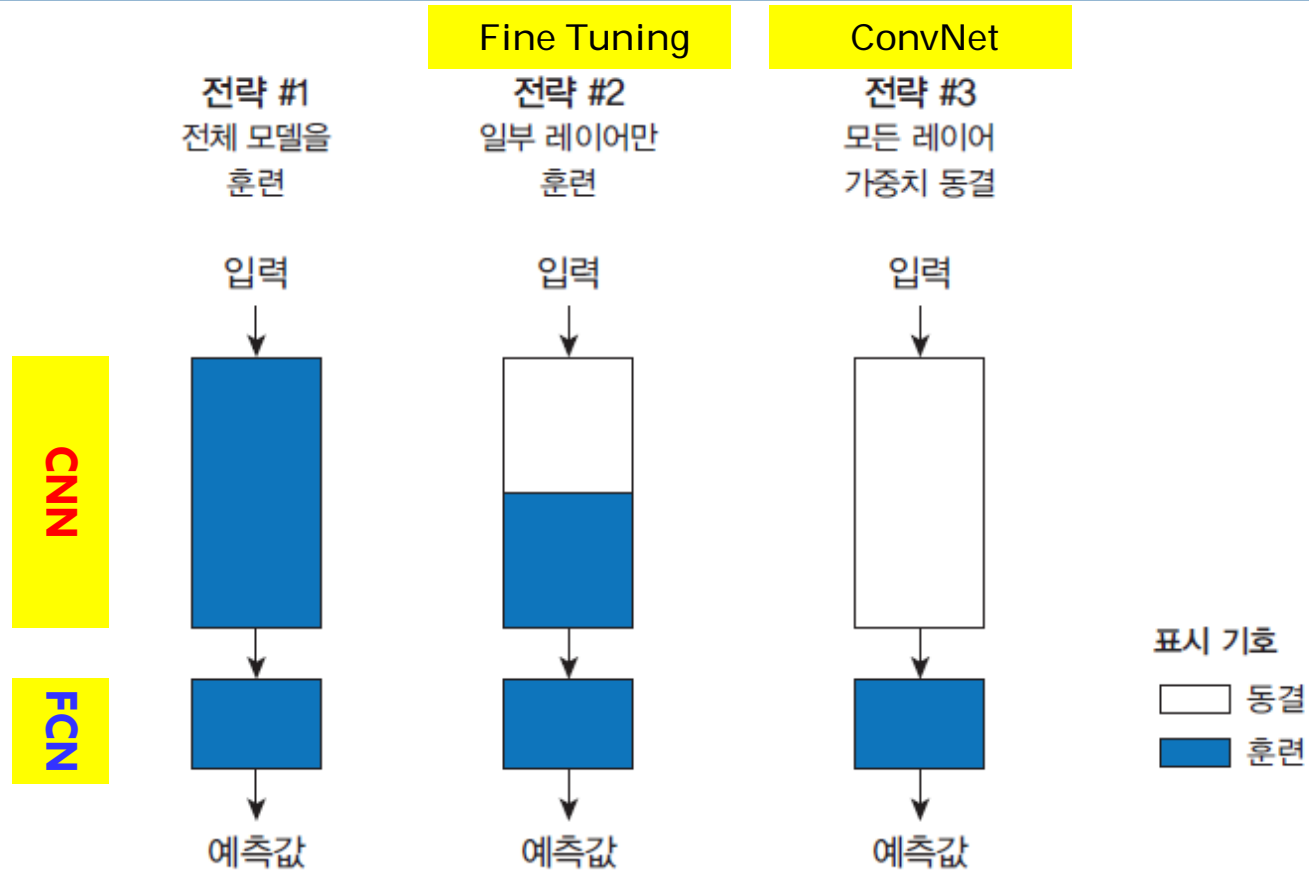 Fine Tuning
ConvNet
전략 #1
전략 #2
전략 #3
전체 모델을
훈련
일부 레이어만
훈련
모든 레이어
가중치 동결
입력
입력
입력
CNN
FCN
표시 기호
동결
훈련
예측값
예측값
예측값